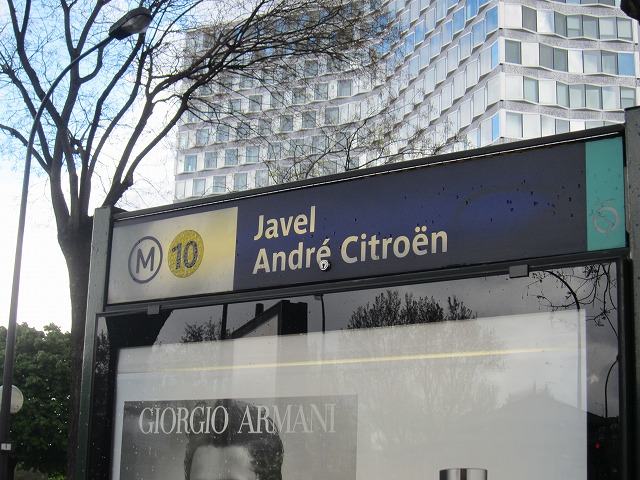 M 10
Javel
André Citroën
GIORGIO ARMANI